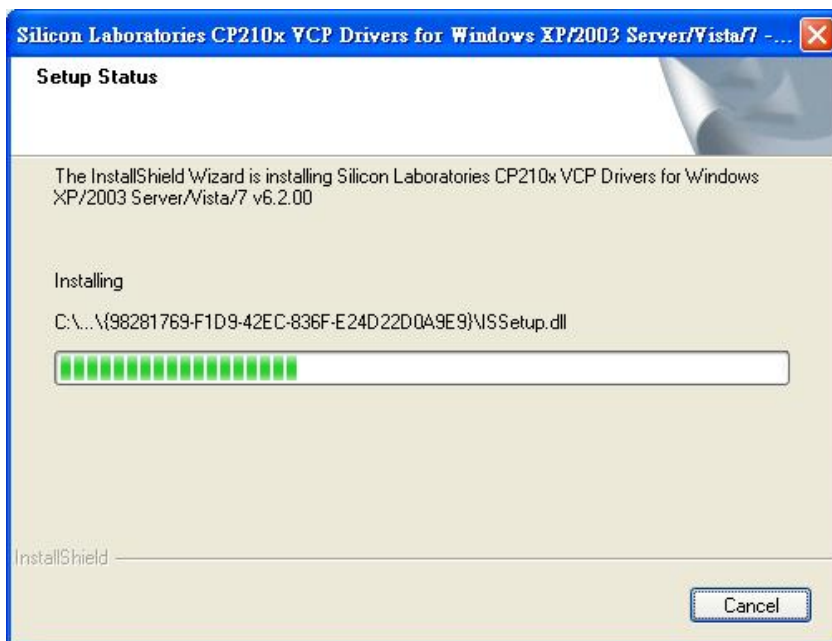 Silicon Laboratories CP210x VCP Drivers for Windows XP/2003 Server/Vista/7 -...
Setup Status
The InstallShield Wizard is installing Silicon Laboratories CP210x VCP Drivers for Windows
XP/2003 Server/Vista/7 v6.2.00
Installing
C:\...\{98281769-F1D9-42EC-836F-E24D22D0A9E9}\ISSetup.dll
InstallShield
Cancel